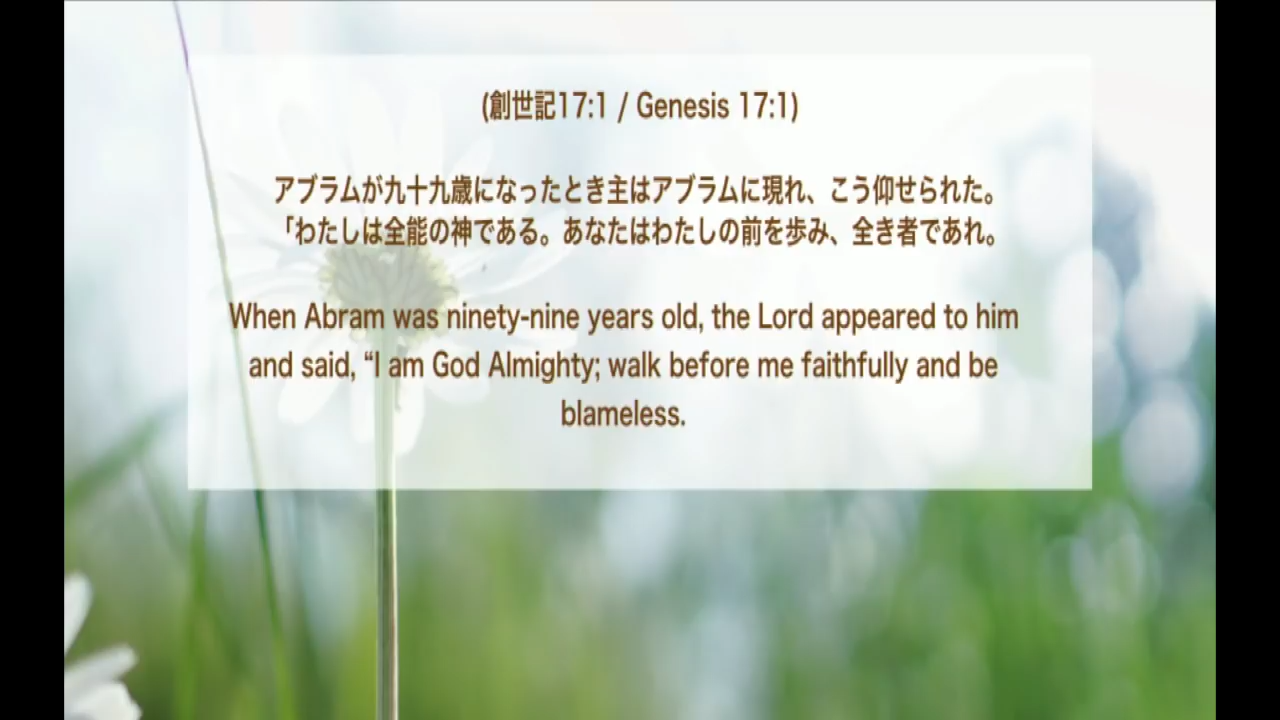 (創世記17:1 / Genesis 17:1)
アブラムが九十九歳になったとき主はアブラムに現れ、こう仰せられた。
「わたしは全能の神である。あなたはわたしの前を歩み、全き者であれ。
When Abram was ninety-nine years old, the Lord appeared to him
and said, “I am God Almighty; walk before me faithfully and be
blameless.